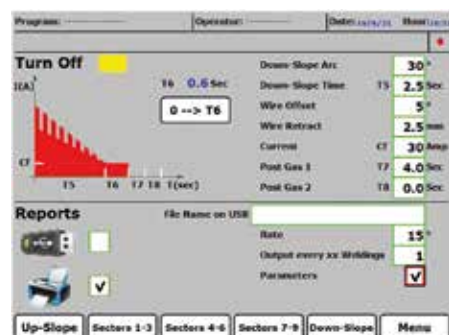 Program: Operator: Date: Hour
Turn Off
I(A)
T6 0.6 Sec
0 --> T6
CT
T5 T6 T7 T8 T(sec)
Down-Slope Arc 30 °
Down-Slope Time T5 2.5 Sec
Wire Offset 5 °
Wire Retract 2.5 mm
Current CT 30 Amp
Post Gas 1 T7 4.0 Sec
Post Gas 2 T8 0.0 Sec
Reports
File Name on USB
Rate 15 °
Output every xx Weldings 1
Parameters
Up-Slope Sectors 1-3 Sectors 4-6 Sectors 7-9 Down-Slope Menu